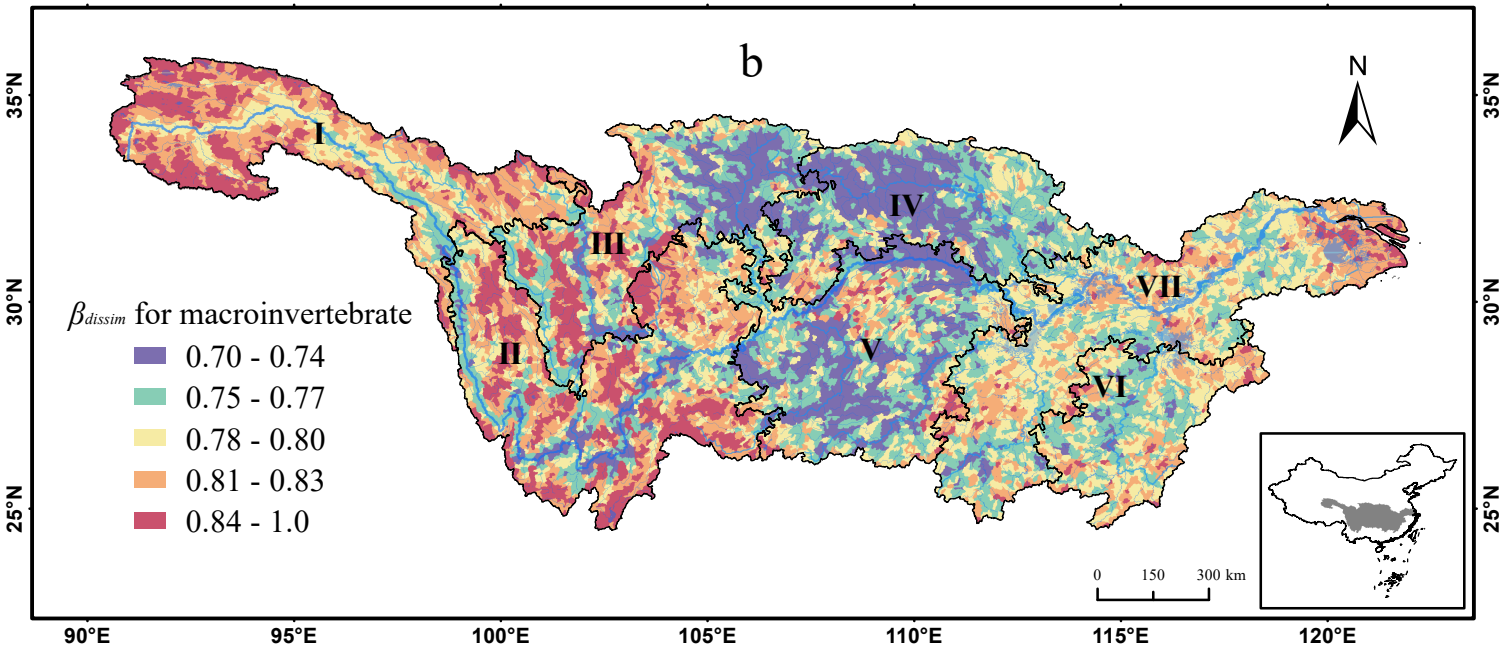 b
N
35°N
35°N
I
IV
III
30°N
VII
30°N
β dissim for macroinvertebrate
II
V
VI
0.70 - 0.74
0.75 - 0.77
0.78 - 0.80
0.81 - 0.83
0.84 - 1.0
25°N
25°N
0 150 300 km
90°E 95°E 100°E 105°E 110°E 115°E 120°E